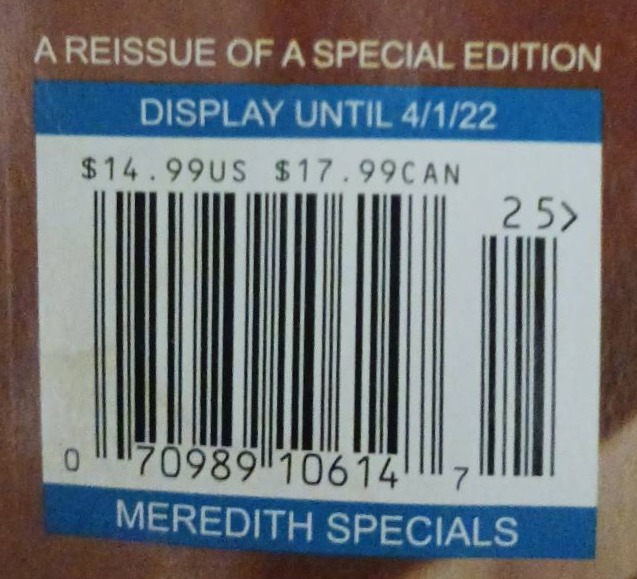 A REISSUE OF A SPECIAL EDITION
DISPLAY UNTIL 4/1/22
$14.99US $17.99CAN
25>
0 70989 10614 7
MEREDITH SPECIALS